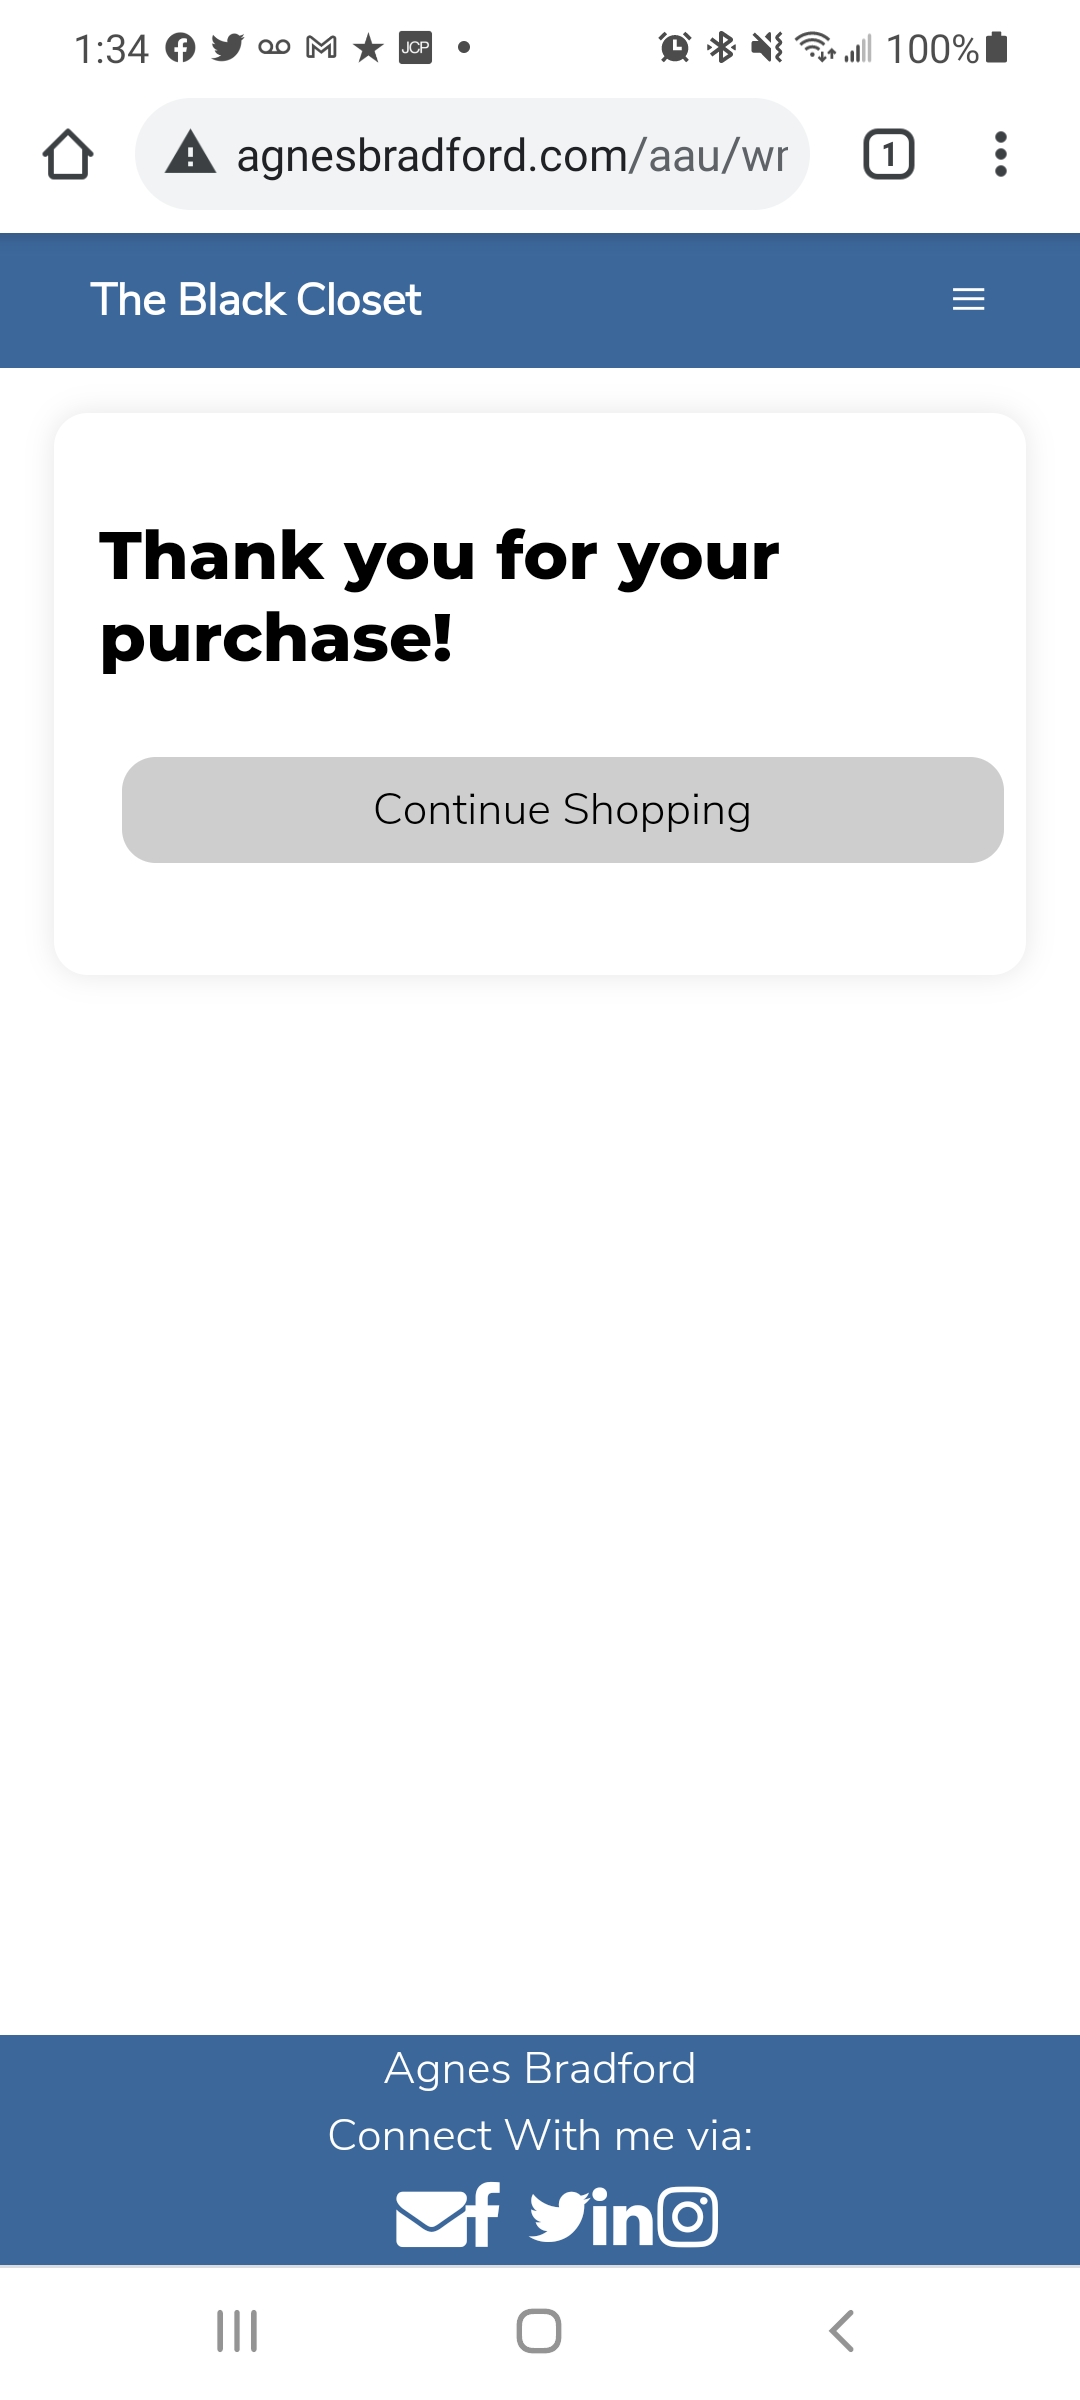 1:34 JCP 100%
agnesbradford.com/aau/wr 1
The Black Closet
Thank you for your
purchase!
Continue Shopping
Agnes Bradford
Connect With me via: